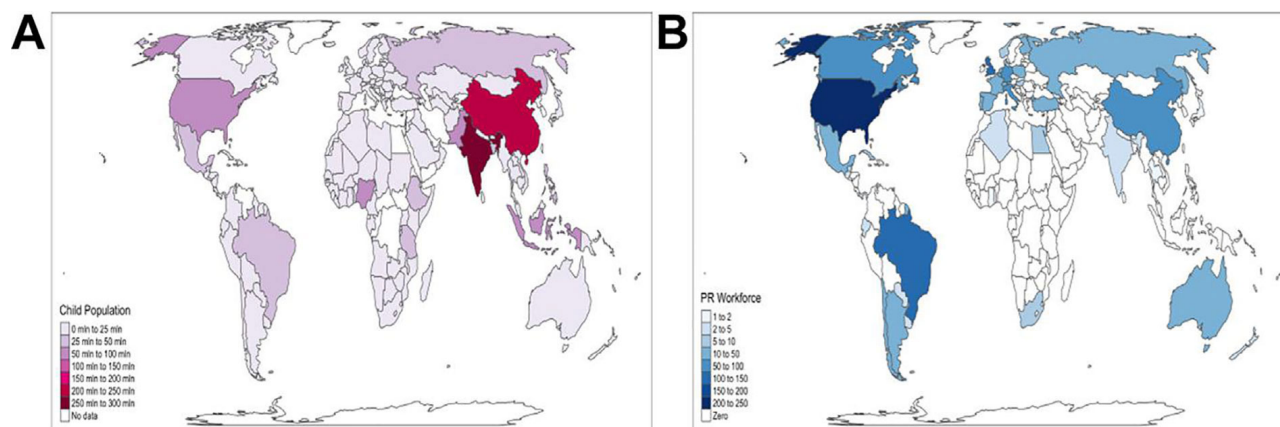 A
B
Child Population
0 mln to 25 mln
25 mln to 50 mln
50 mln to 100 mln
100 mln to 150 mln
150 mln to 200 mln
200 mln to 250 mln
250 mln to 300 mln
No data
PR Workforce
1 to 2
2 to 5
5 to 10
10 to 50
50 to 100
100 to 150
150 to 200
200 to 250
Zero